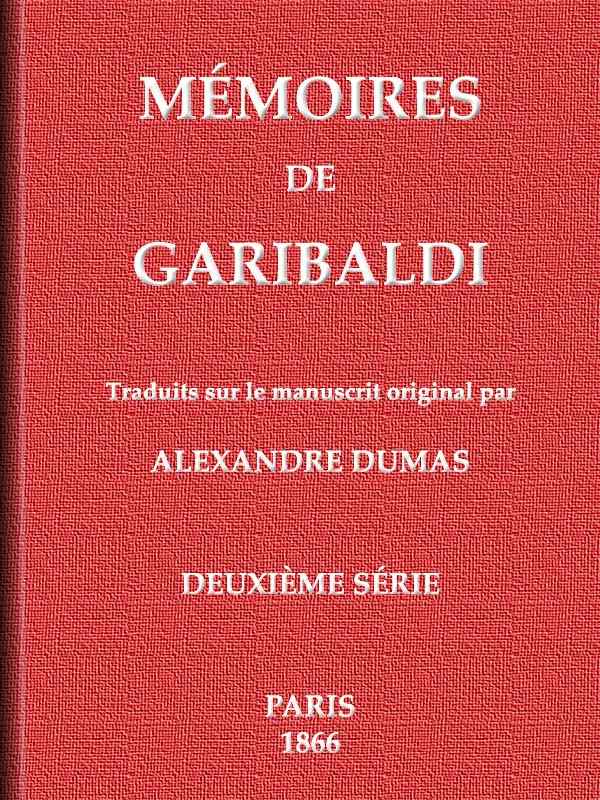 MÉMOIRES
DE
GARIBALDI
Traduits sur le manuscrit original par
ALEXANDRE DUMAS
DEUXIÈME SÉRIE
PARIS
1866